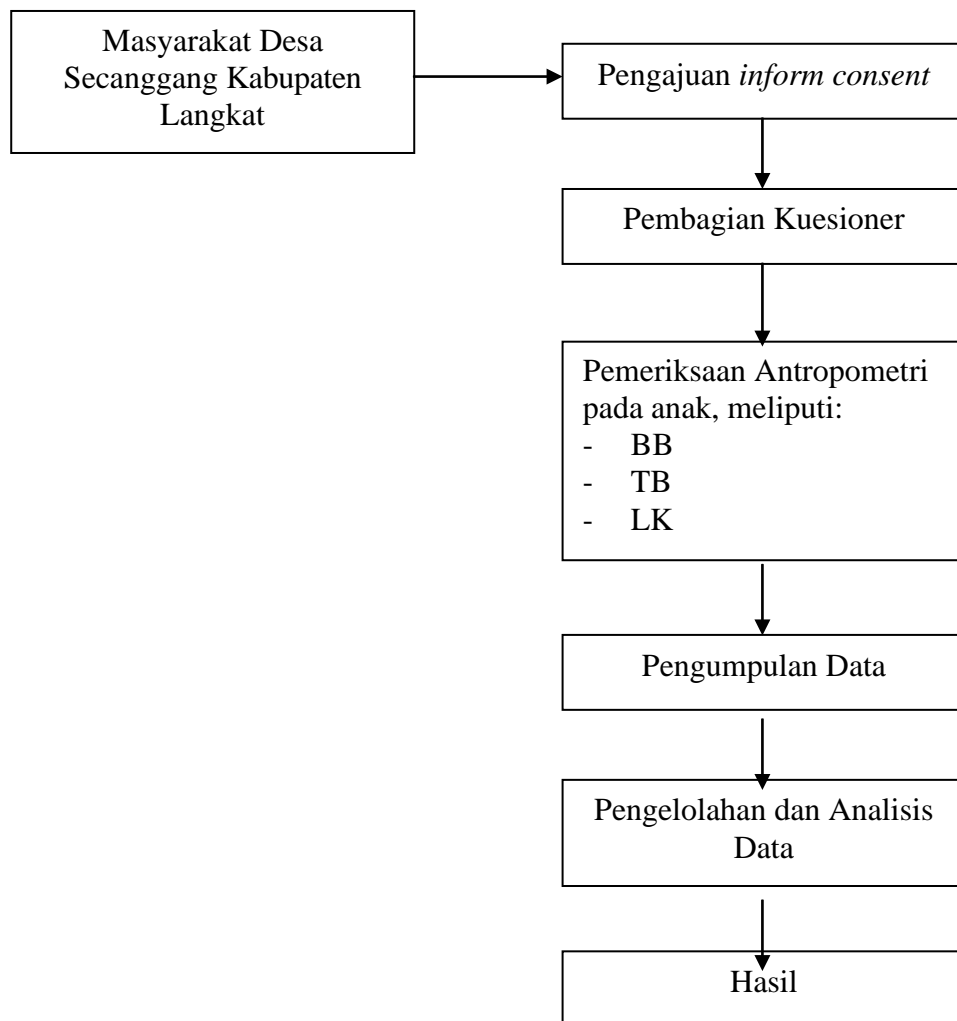 Masyarakat Desa
Secanggang Kabupaten
Langkat
Pengajuan inform consent
Pembagian Kuesioner
Pemeriksaan Antropometri
pada anak, meliputi:
- BB
- TB
- LK
Pengumpulan Data
Pengelolahan dan Analisis
Data
Hasil